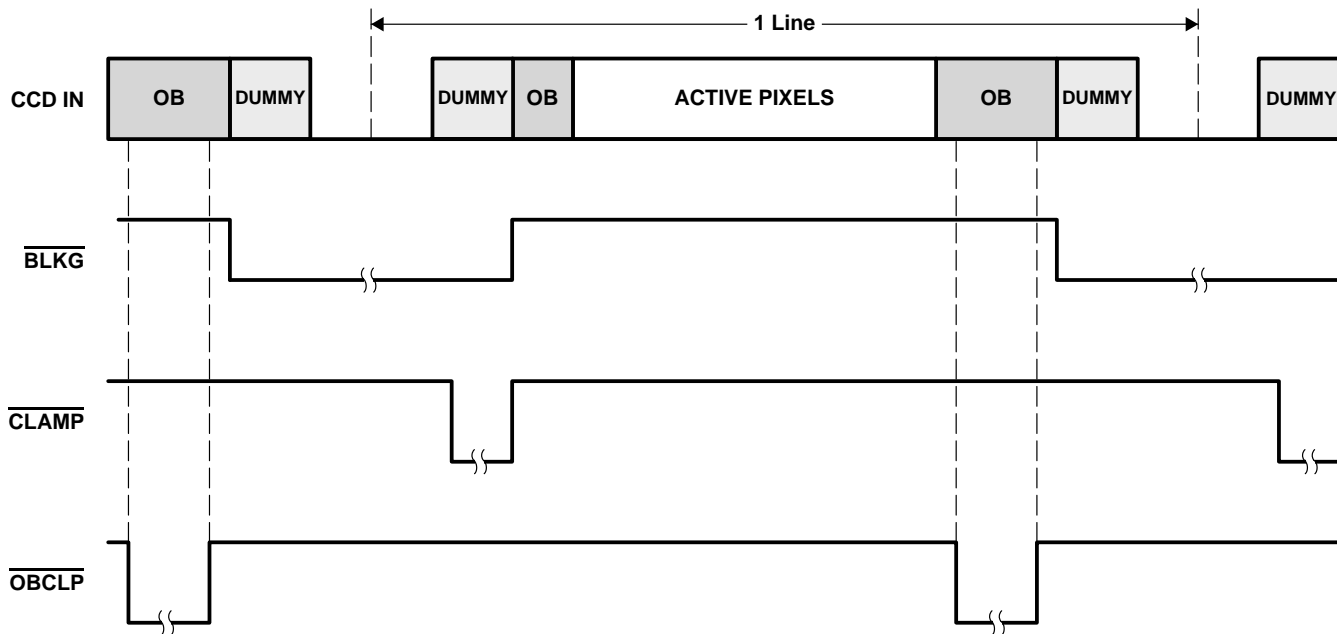 1 Line
CCD IN OB DUMMY DUMMY OB ACTIVE PIXELS OB DUMMY DUMMY
BLKG
CLAMP
OBCLP